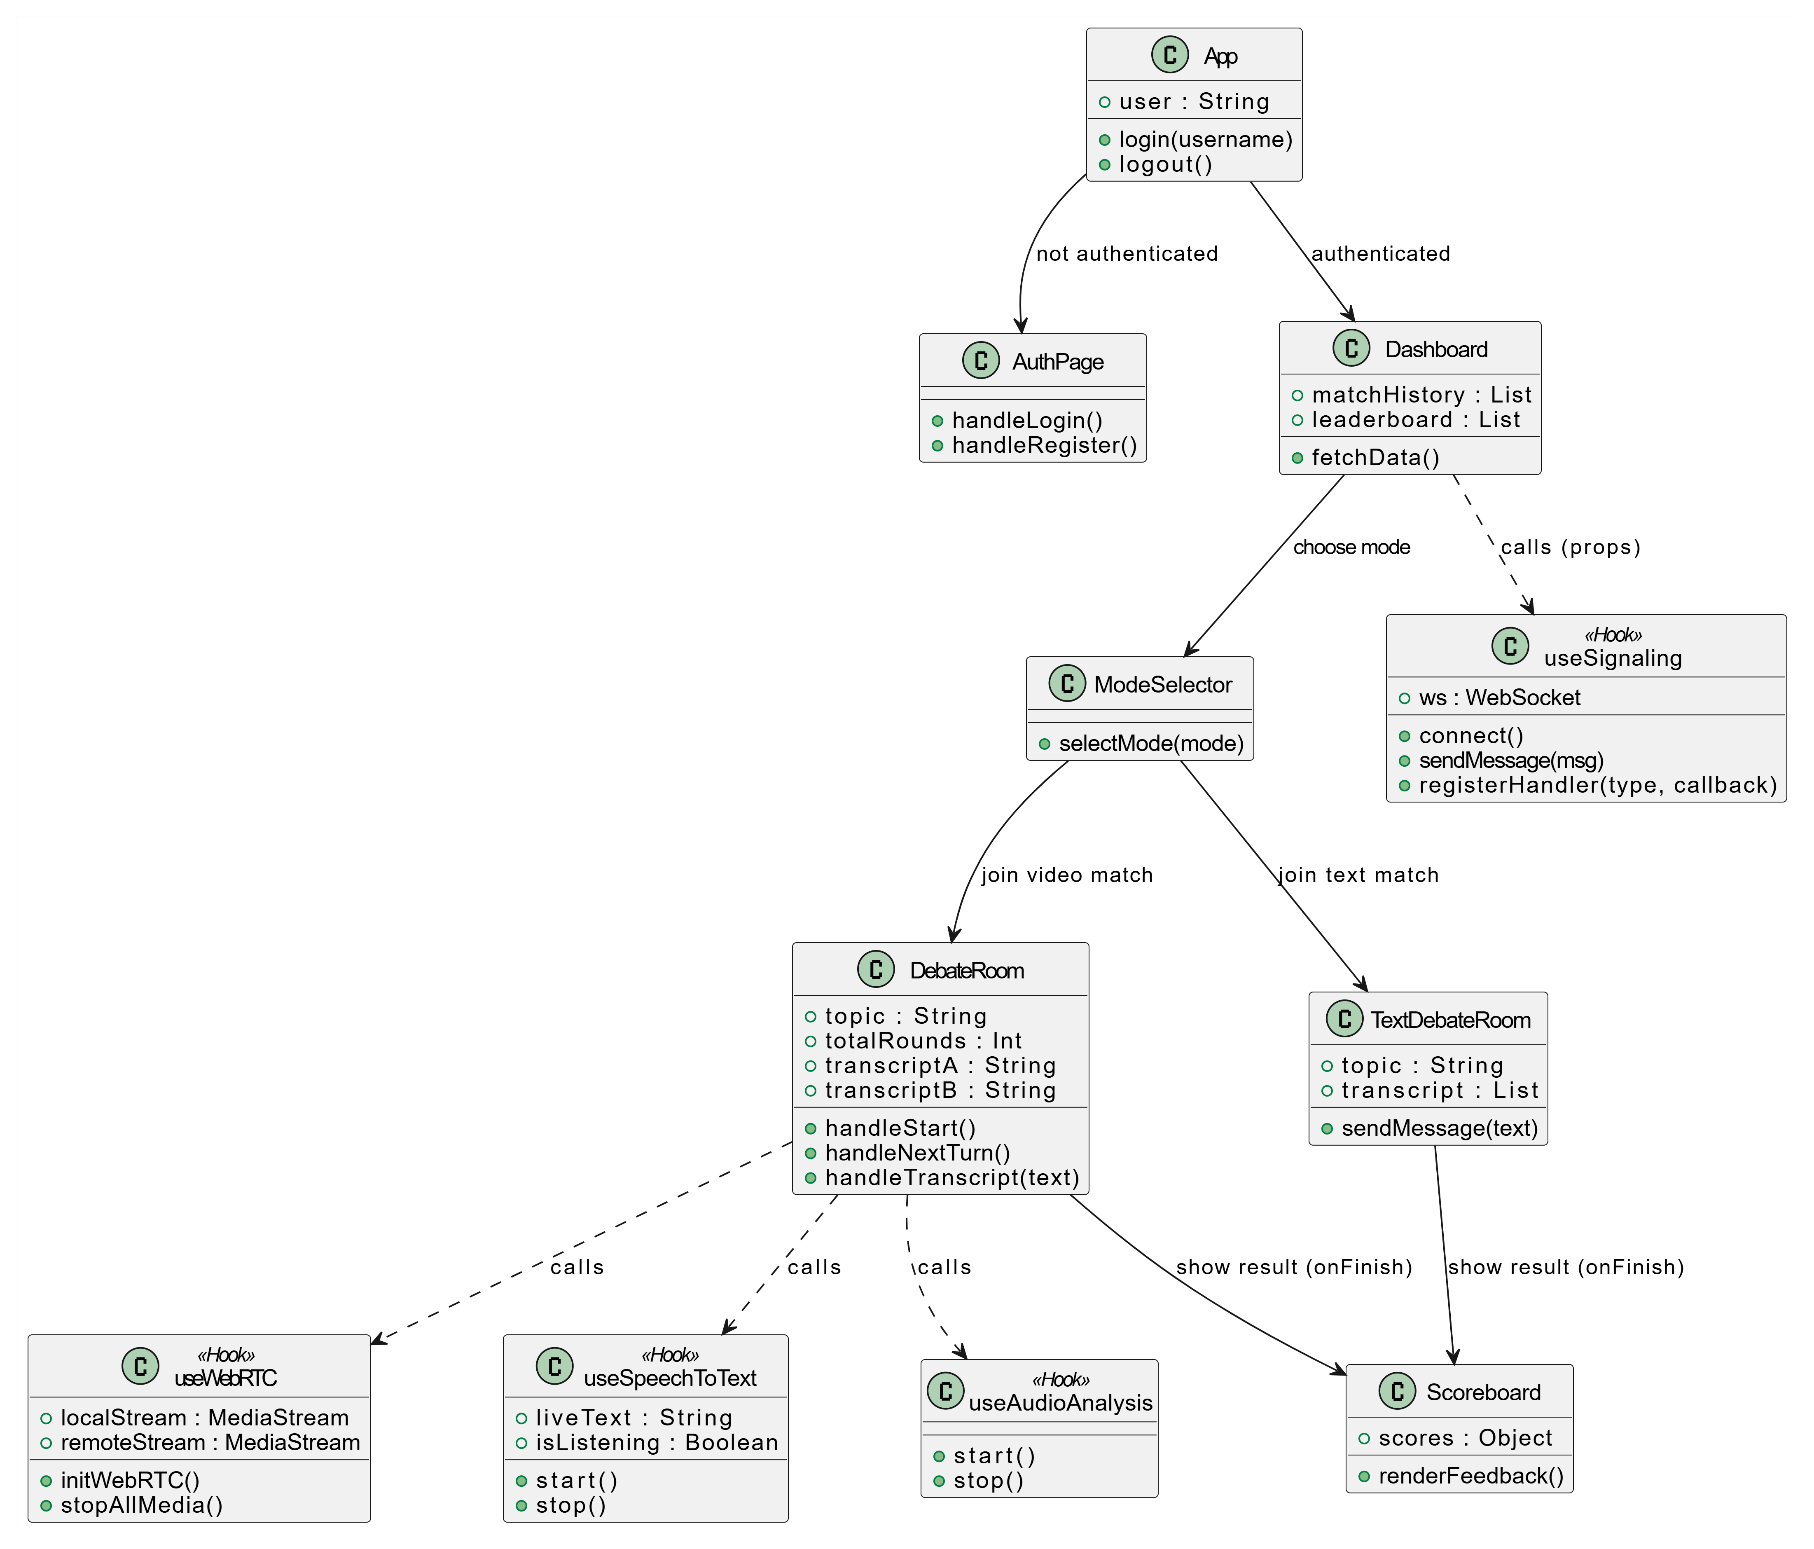 C App
user : String
login(username)
logout()
not authenticated
authenticated
C AuthPage
handleLogin()
handleRegister()
C Dashboard
matchHistory : List
leaderboard : List
fetchData()
choose mode
calls (props)
C «Hook»
useSignaling
ws : WebSocket
connect()
sendMessage(msg)
registerHandler(type, callback)
C ModeSelector
selectMode(mode)
join video match
join text match
C DebateRoom
topic : String
totalRounds : Int
transcriptA : String
transcriptB : String
handleStart()
handleNextTurn()
handleTranscript(text)
C TextDebateRoom
topic : String
transcript : List
sendMessage(text)
calls
calls
calls
show result (onFinish)
show result (onFinish)
C «Hook»
useWebRTC
localStream : MediaStream
remoteStream : MediaStream
initWebRTC()
stopAllMedia()
C «Hook»
useSpeechToText
liveText : String
isListening : Boolean
start()
stop()
C «Hook»
useAudioAnalysis
start()
stop()
C Scoreboard
scores : Object
renderFeedback()